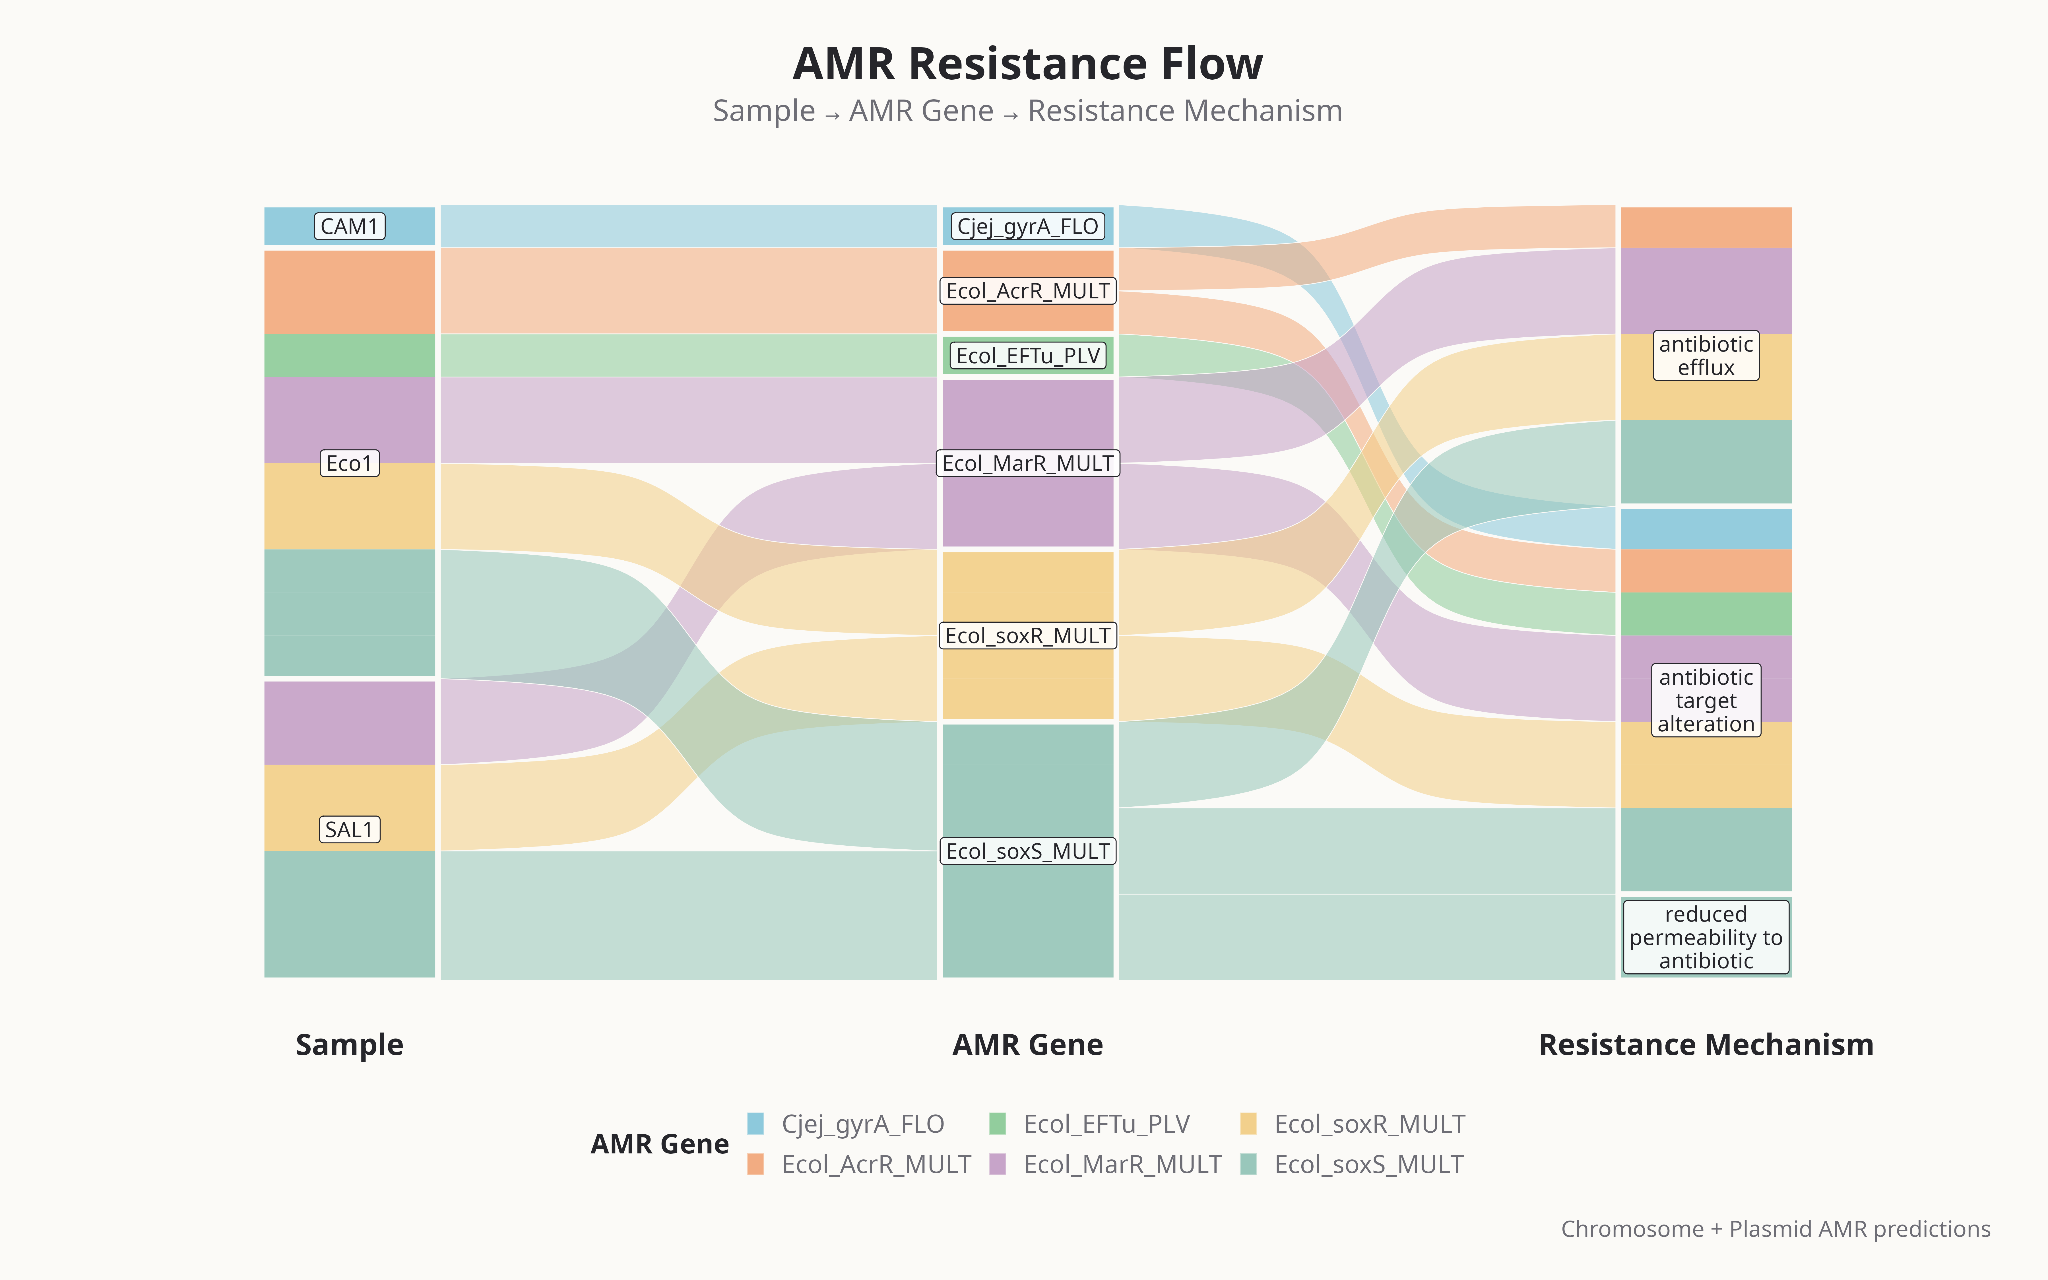 AMR Resistance Flow
Sample → AMR Gene → Resistance Mechanism
CAM1
Eco1
SAL1
Cjej_gyrA_FLO
Ecol_AcrR_MULT
Ecol_EFTu_PLV
Ecol_MarR_MULT
Ecol_soxR_MULT
Ecol_soxS_MULT
antibiotic
efflux
antibiotic
target
alteration
reduced
permeability to
antibiotic
Sample
AMR Gene
Resistance Mechanism
AMR Gene
Cjej_gyrA_FLO
Ecol_AcrR_MULT
Ecol_EFTu_PLV
Ecol_MarR_MULT
Ecol_soxR_MULT
Ecol_soxS_MULT
Chromosome + Plasmid AMR predictions